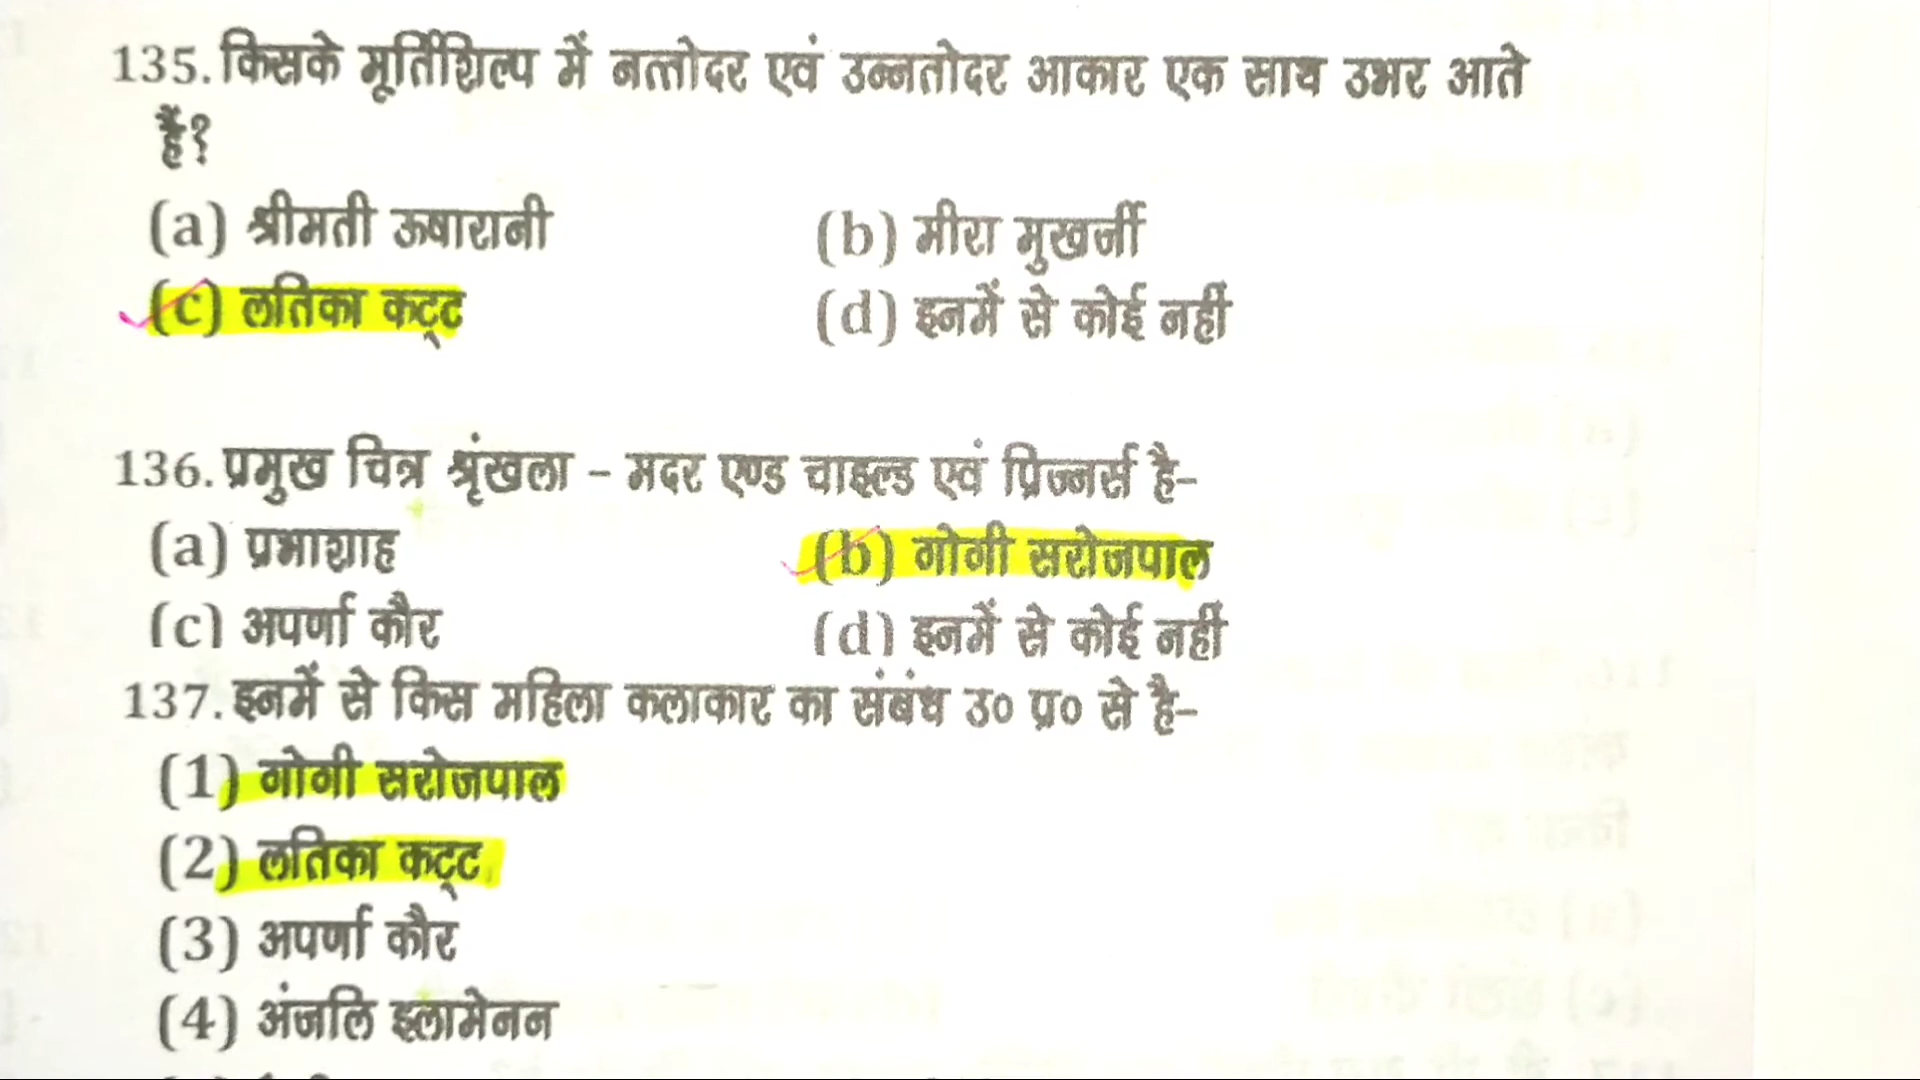 135. किसके मूर्तिशिल्प में नत्तोदर एवं उन्नतोदर आकार एक साथ उभर आते
हैं?
(a) श्रीमती ऊषारानी (b) मीरा मुखर्जी
(c) लतिका कट्ट (d) इनमें से कोई नहीं
136. प्रमुख चित्र श्रृंखला – मदर एण्ड चाइल्ड एवं प्रिज्नर्स है-
(a) प्रभाशाह (b) गोगी सरोजपाल
(c) अपर्णा कौर (d) इनमें से कोई नहीं
137. इनमें से किस महिला कलाकार का संबंध उ० प्र० से है-
(1) गोगी सरोजपाल
(2) लतिका कट्ट
(3) अपर्णा कौर
(4) अंजलि इलामेनन